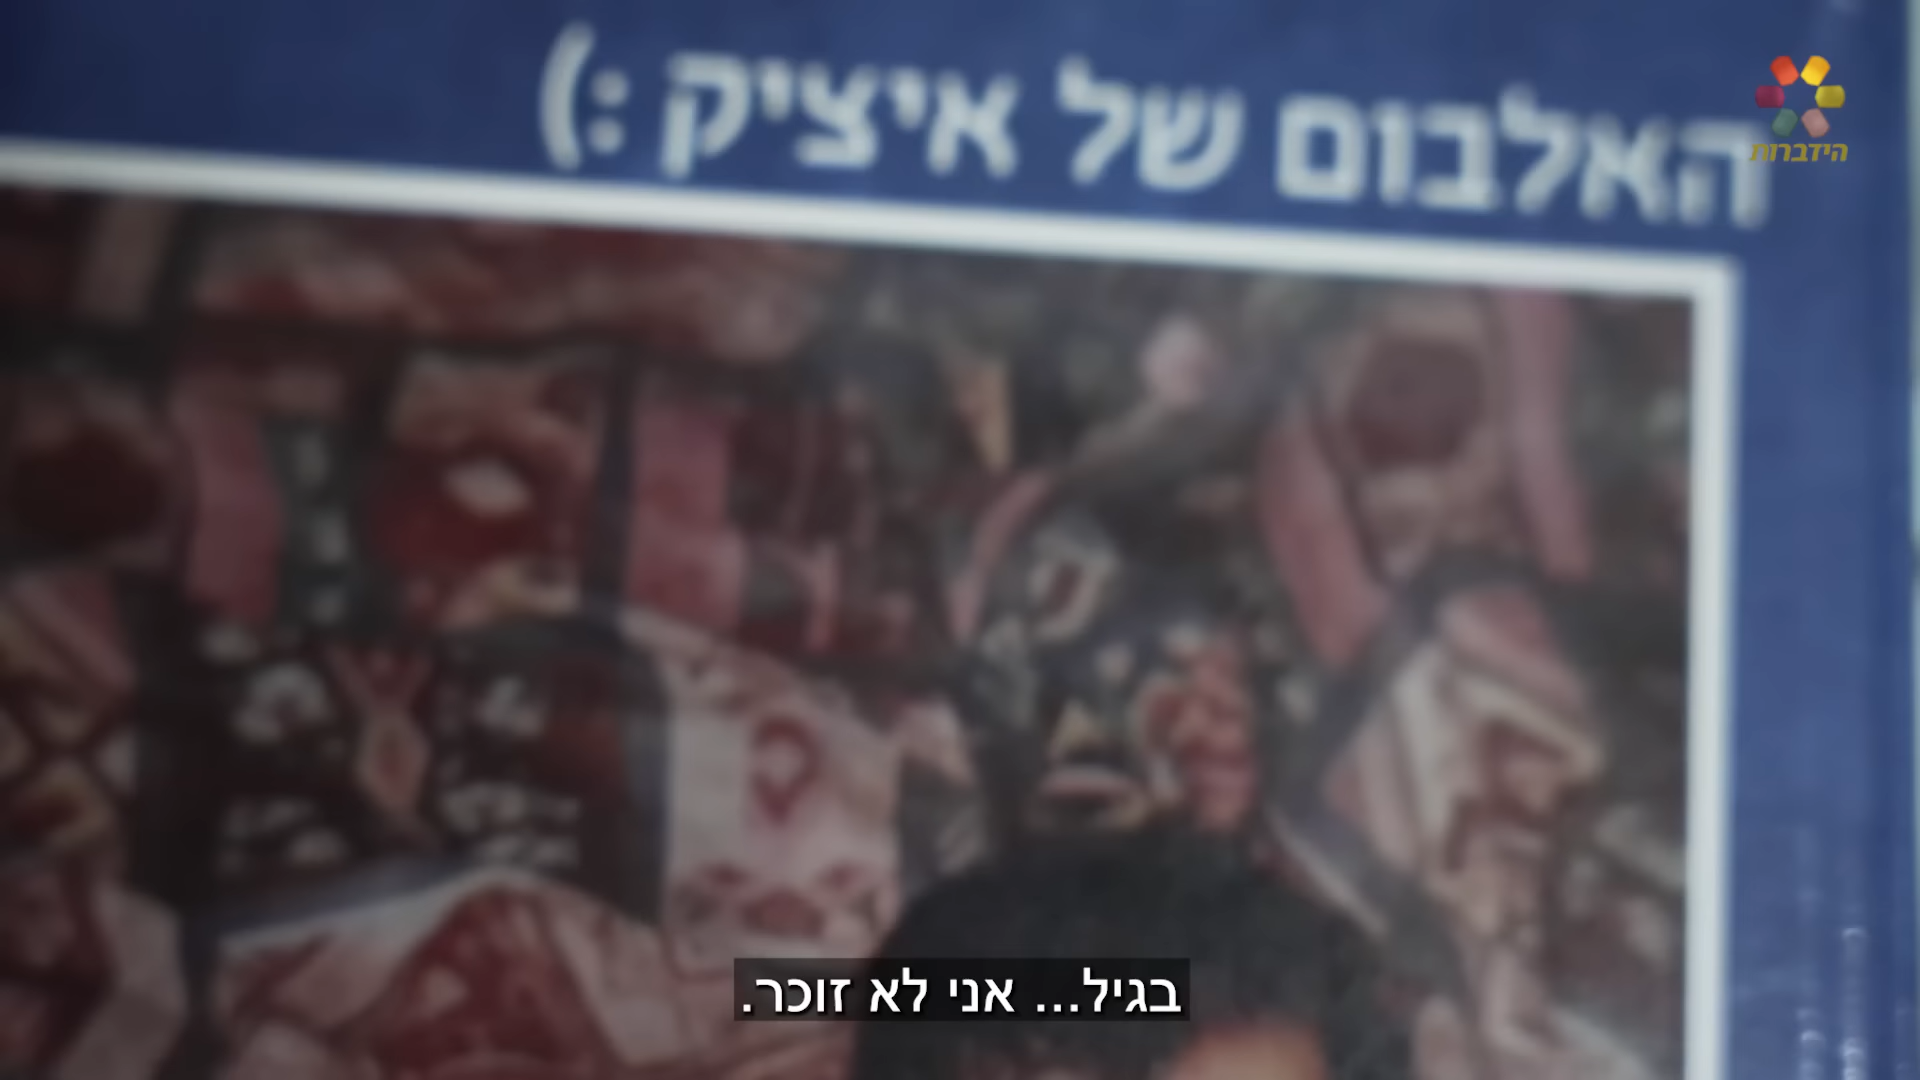 האלבום של איציק :)
הידברות
בגיל... אני לא זוכר.